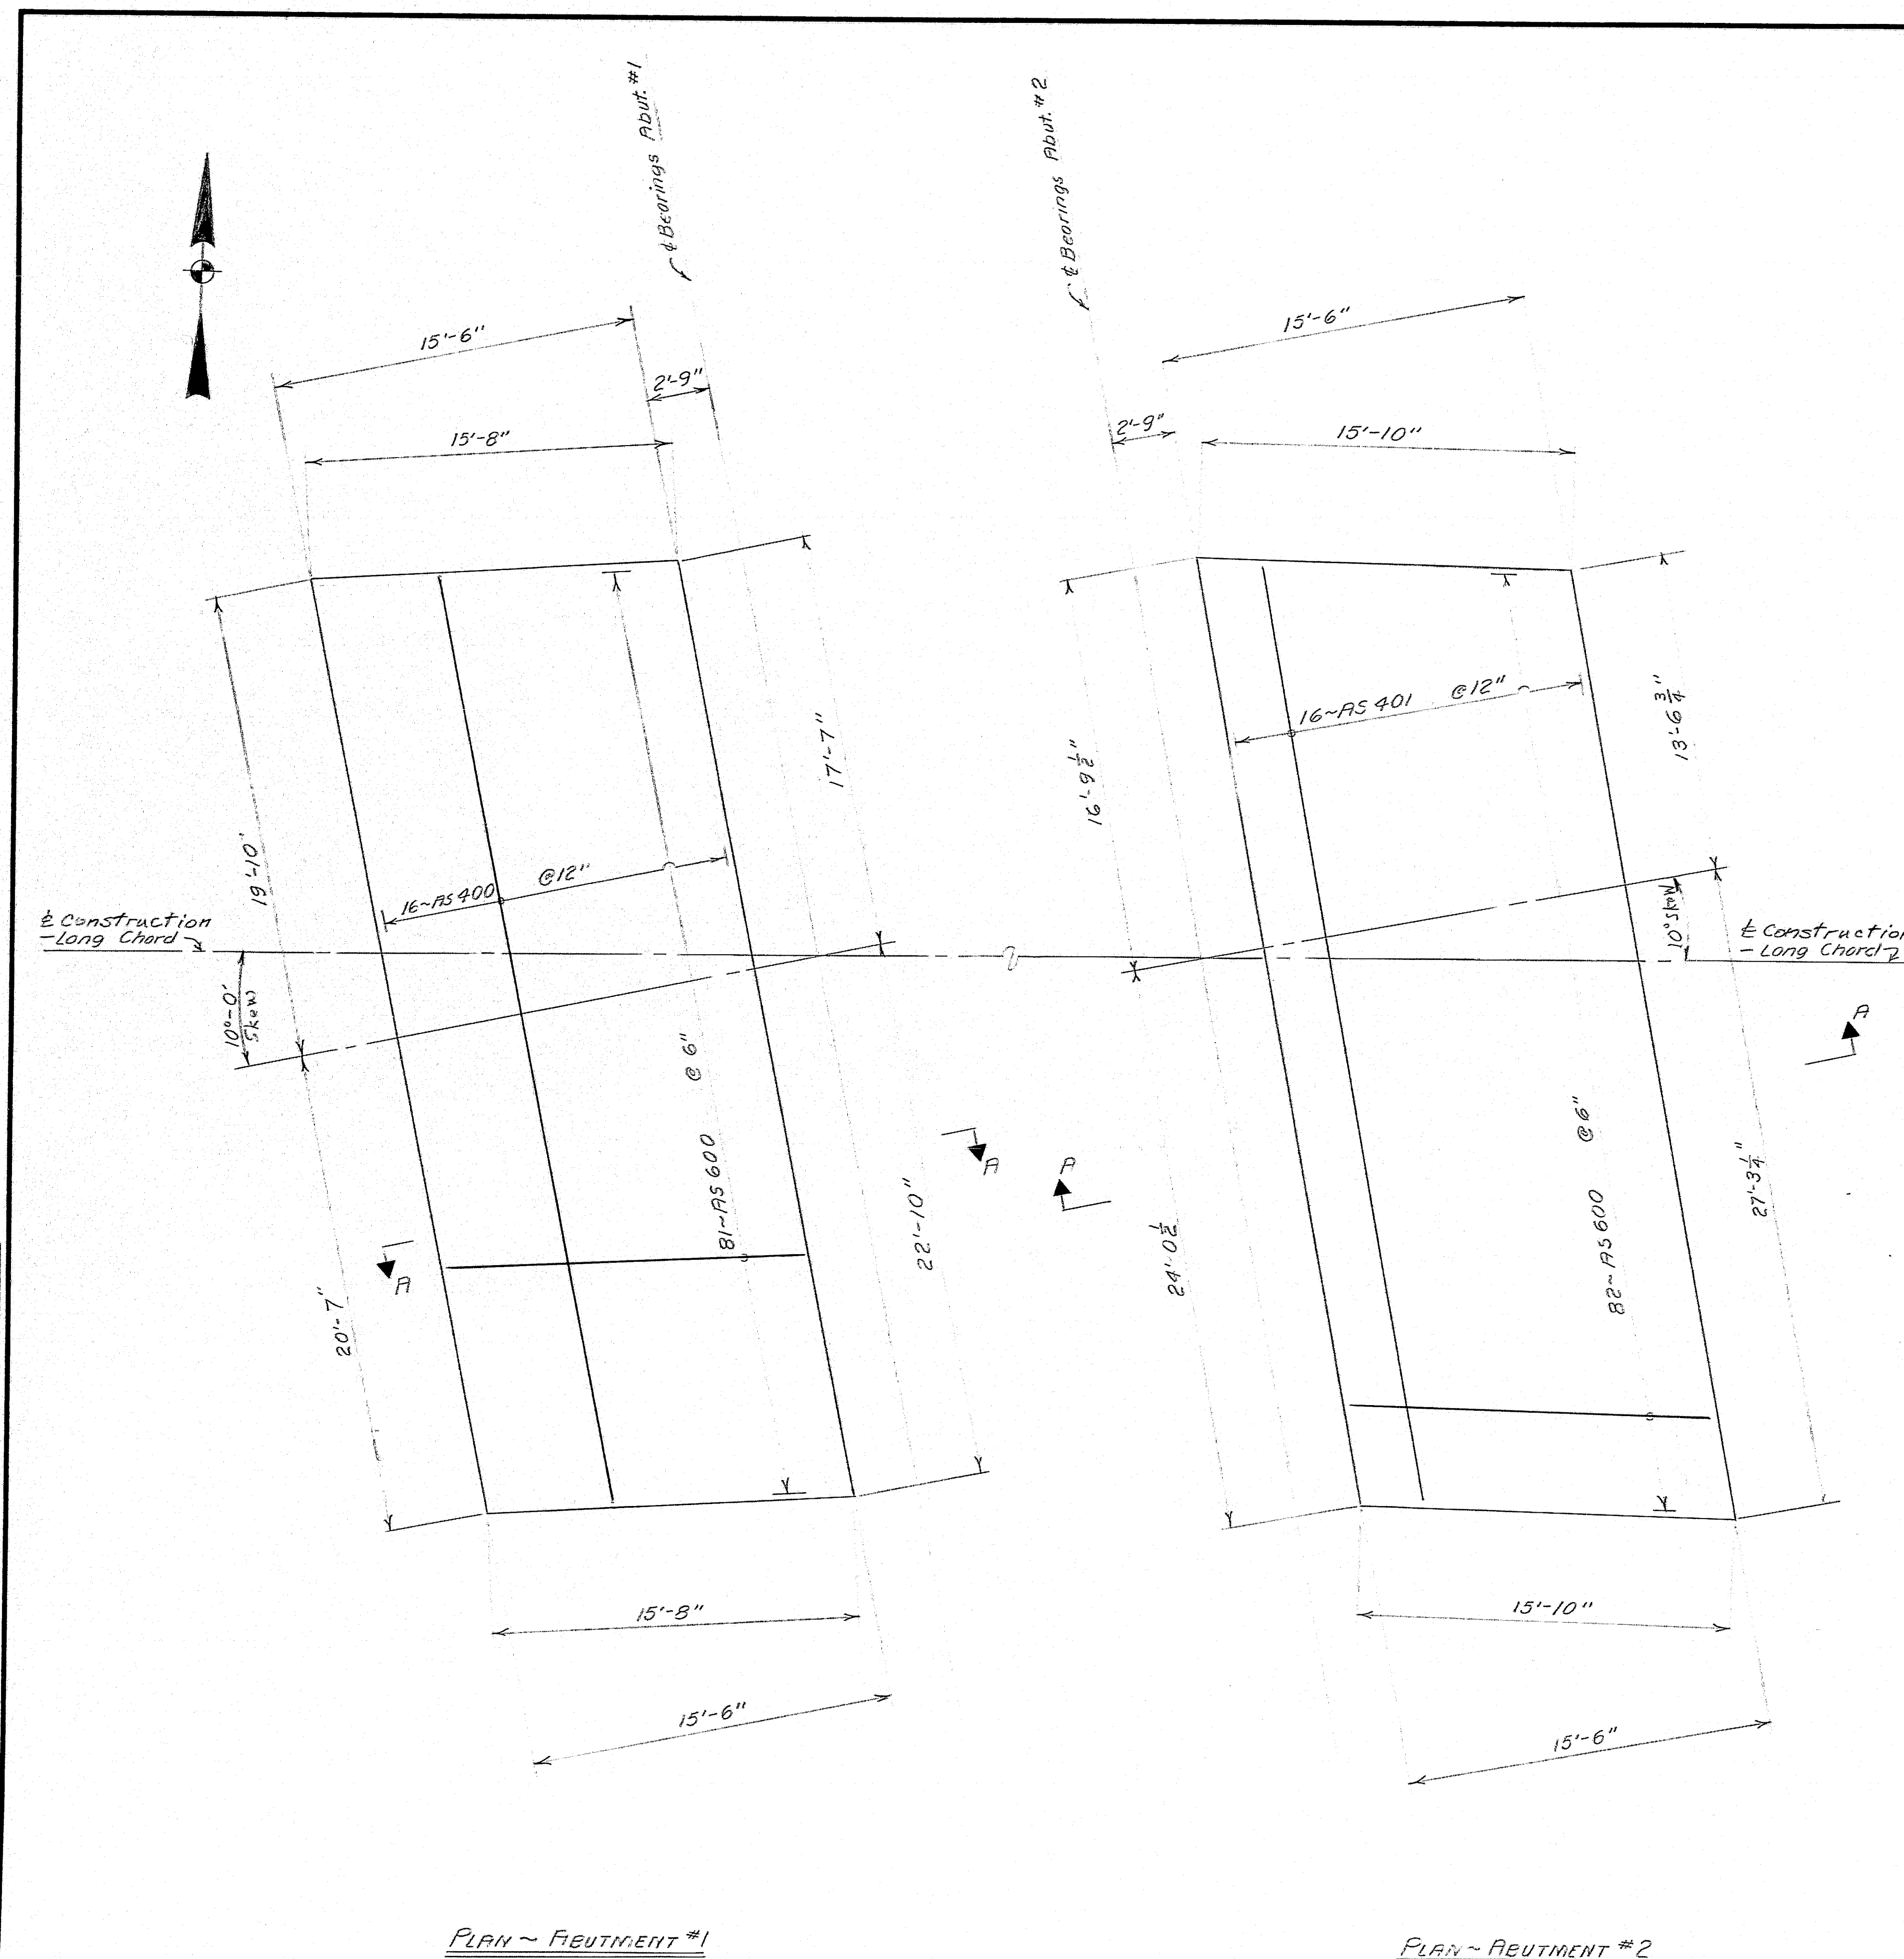 ℄ Bearings Abut. #1
℄ Bearings Abut. #2
15'-6"
2'-9"
15'-8"
15'-6"
2'-9"
15'-10"
19'-10'
17'-7"
16~AS 400 @12"
16'-9 1/2"
16~AS 401 @12"
13'-6 3/4"
℄ Construction
- Long Chord
10°-0'
Skew
10° Skew
℄ Construction
- Long Chord
81~AS 600 @ 6"
20'-7"
22'-10"
A
A
A
A
24'-0 1/2"
82~AS 600 @ 6"
27'-3 1/4"
15'-8"
15'-6"
15'-10"
15'-6"
PLAN ~ ABUTMENT #1
PLAN ~ ABUTMENT #2